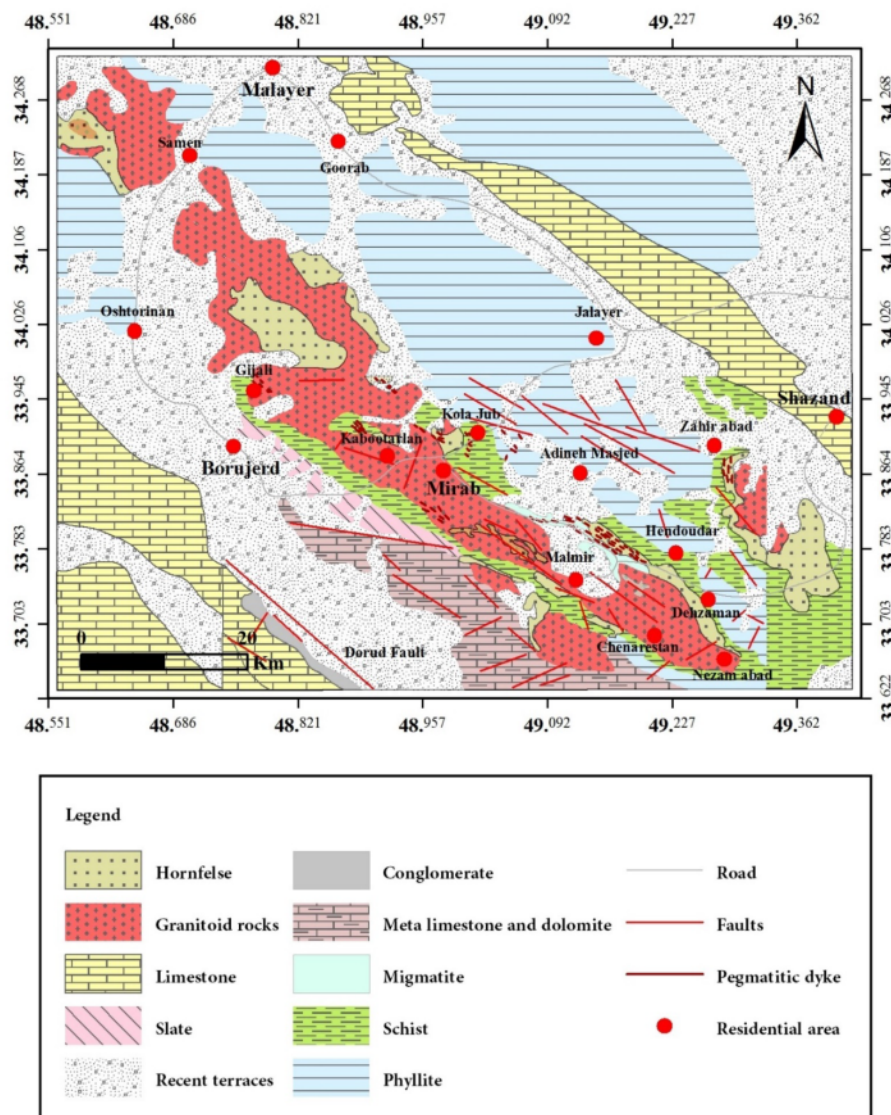 48.551 48.686 48.821 48.957 49.092 49.227 49.362
34.268 34.268
34.187 34.187
34.106 34.106
34.026 34.026
33.945 33.945
33.864 33.864
33.783 33.783
33.703 33.703
33.622
N
Malayer
Samen
Goorab
Oshtorinan
Jalayer
Gijali
Shazand
Kola Jub
Zahir abad
Kabootarlan
Borujerd
Adineh Masjed
Mirab
Hendoudar
Malmir
Dehzaman
0 20
Km
Dorud Fault
Chenarestan
Nezam abad
48.551 48.686 48.821 48.957 49.092 49.227 49.362
Legend
Hornfelse Conglomerate Road
Granitoid rocks Meta limestone and dolomite Faults
Limestone Migmatite Pegmatitic dyke
Slate Schist Residential area
Recent terraces Phyllite